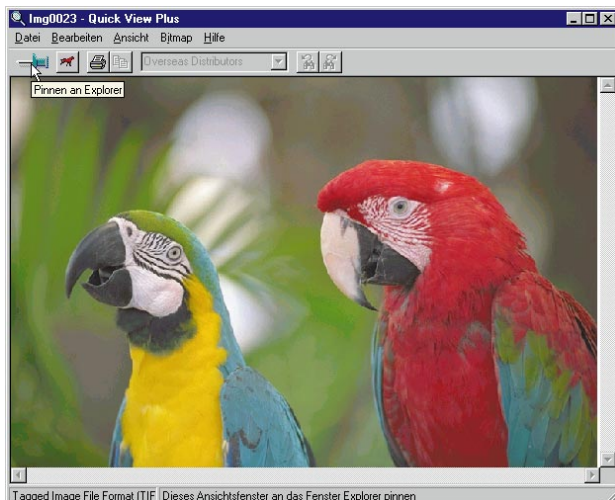 Img0023 - Quick View Plus
Datei Bearbeiten Ansicht Bitmap Hilfe
Overseas Distributors
Pinnen an Explorer
Tagged Image File Format (TIF Dieses Ansichtsfenster an das Fenster Explorer pinnen